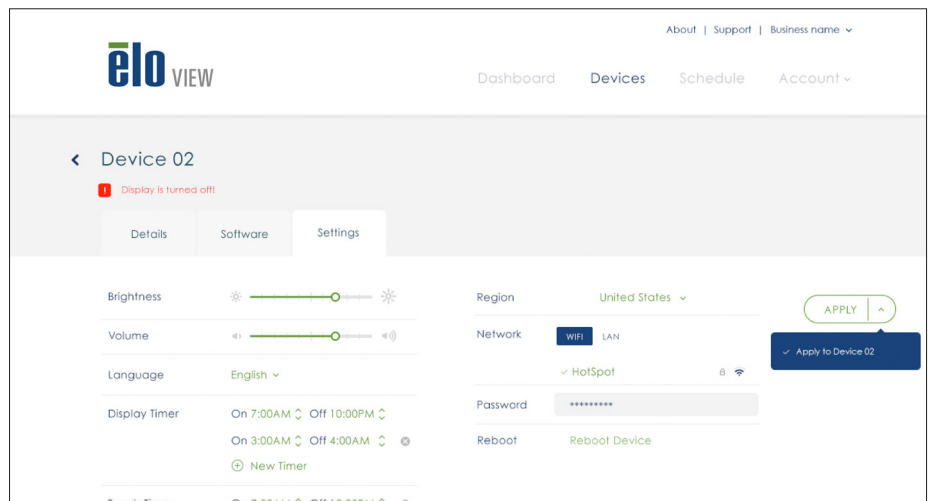 About | Support | Business name
ēlo VIEW
Dashboard Devices Schedule Account
Device 02
! Display is turned off!
Details Software Settings
Brightness
Volume
Language English
Display Timer On 7:00AM Off 10:00PM
On 3:00AM Off 4:00AM
New Timer
Region United States
Network WIFI LAN
HotSpot
Password *********
Reboot Reboot Device
APPLY
Apply to Device 02